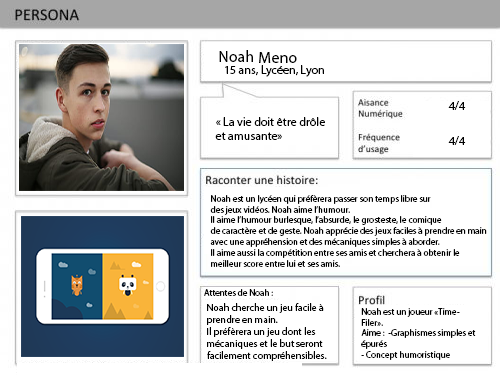 PERSONA
Noah Meno
15 ans, Lycéen, Lyon
« La vie doit être drôle
et amusante»
Aisance
Numérique
4/4
Fréquence
d'usage
4/4
Raconter une histoire:
Noah est un lycéen qui préfèrera passer son temps libre sur
des jeux vidéos. Noah aime l'humour.
Il aime l'humour burlesque, l'absurde, le grosteste, le comique
de caractère et de geste. Noah apprécie des jeux faciles à prendre en main
avec une appréhension et des mécaniques simples à aborder.
Il aime aussi la compétition entre ses amis et cherchera à obtenir le
meilleur score entre lui et ses amis.
Attentes de Noah :
Noah cherche un jeu facile à
prendre en main.
Il préfèrera un jeu dont les
mécaniques et le but seront
facilement compréhensibles.
Profil
Noah est un joueur «Time-
Filer».
Aime : -Graphismes simples et
épurés
- Concept humoristique